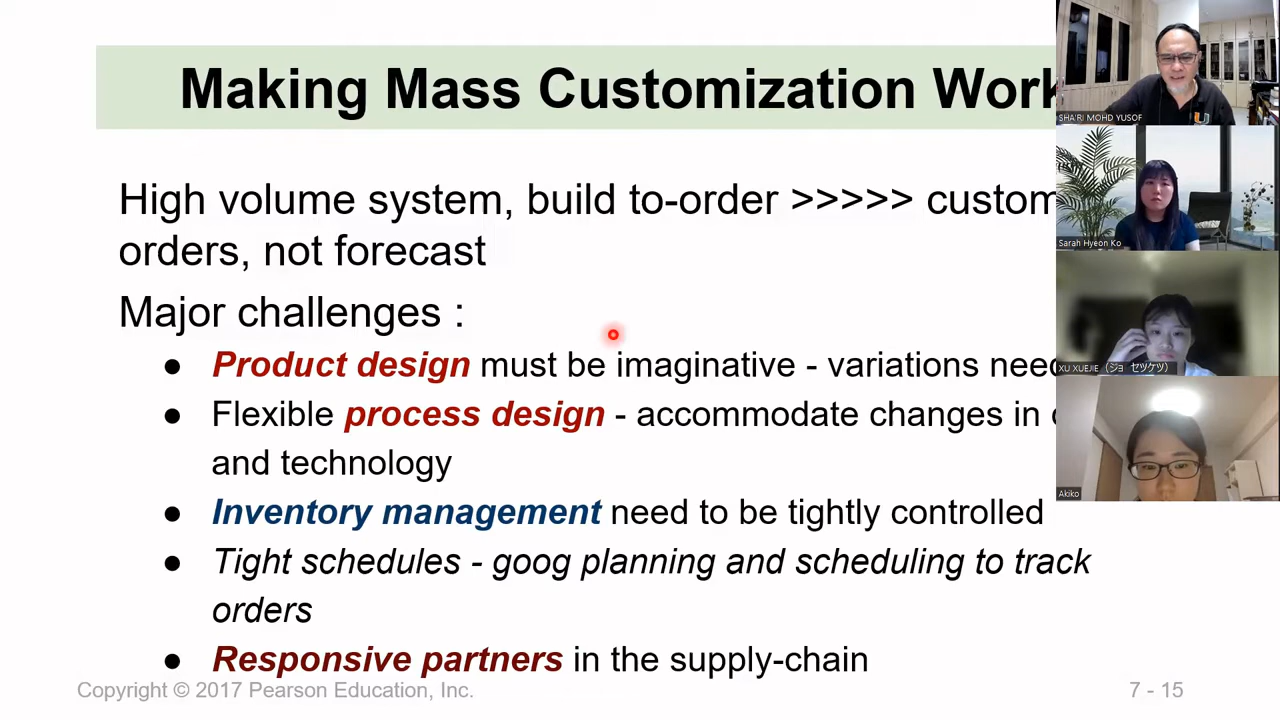 Making Mass Customization Work
High volume system, build to-order >>>>> custom
orders, not forecast
Major challenges :
● Product design must be imaginative - variations need
● Flexible process design - accommodate changes in
and technology
● Inventory management need to be tightly controlled
● Tight schedules - goog planning and scheduling to track
orders
● Responsive partners in the supply-chain
Copyright © 2017 Pearson Education, Inc.
7 - 15
SHA'RI MOHD YUSOF
Sarah Hyeon Ko
XU XUEJIE (ジョ セツケツ)
Akiko